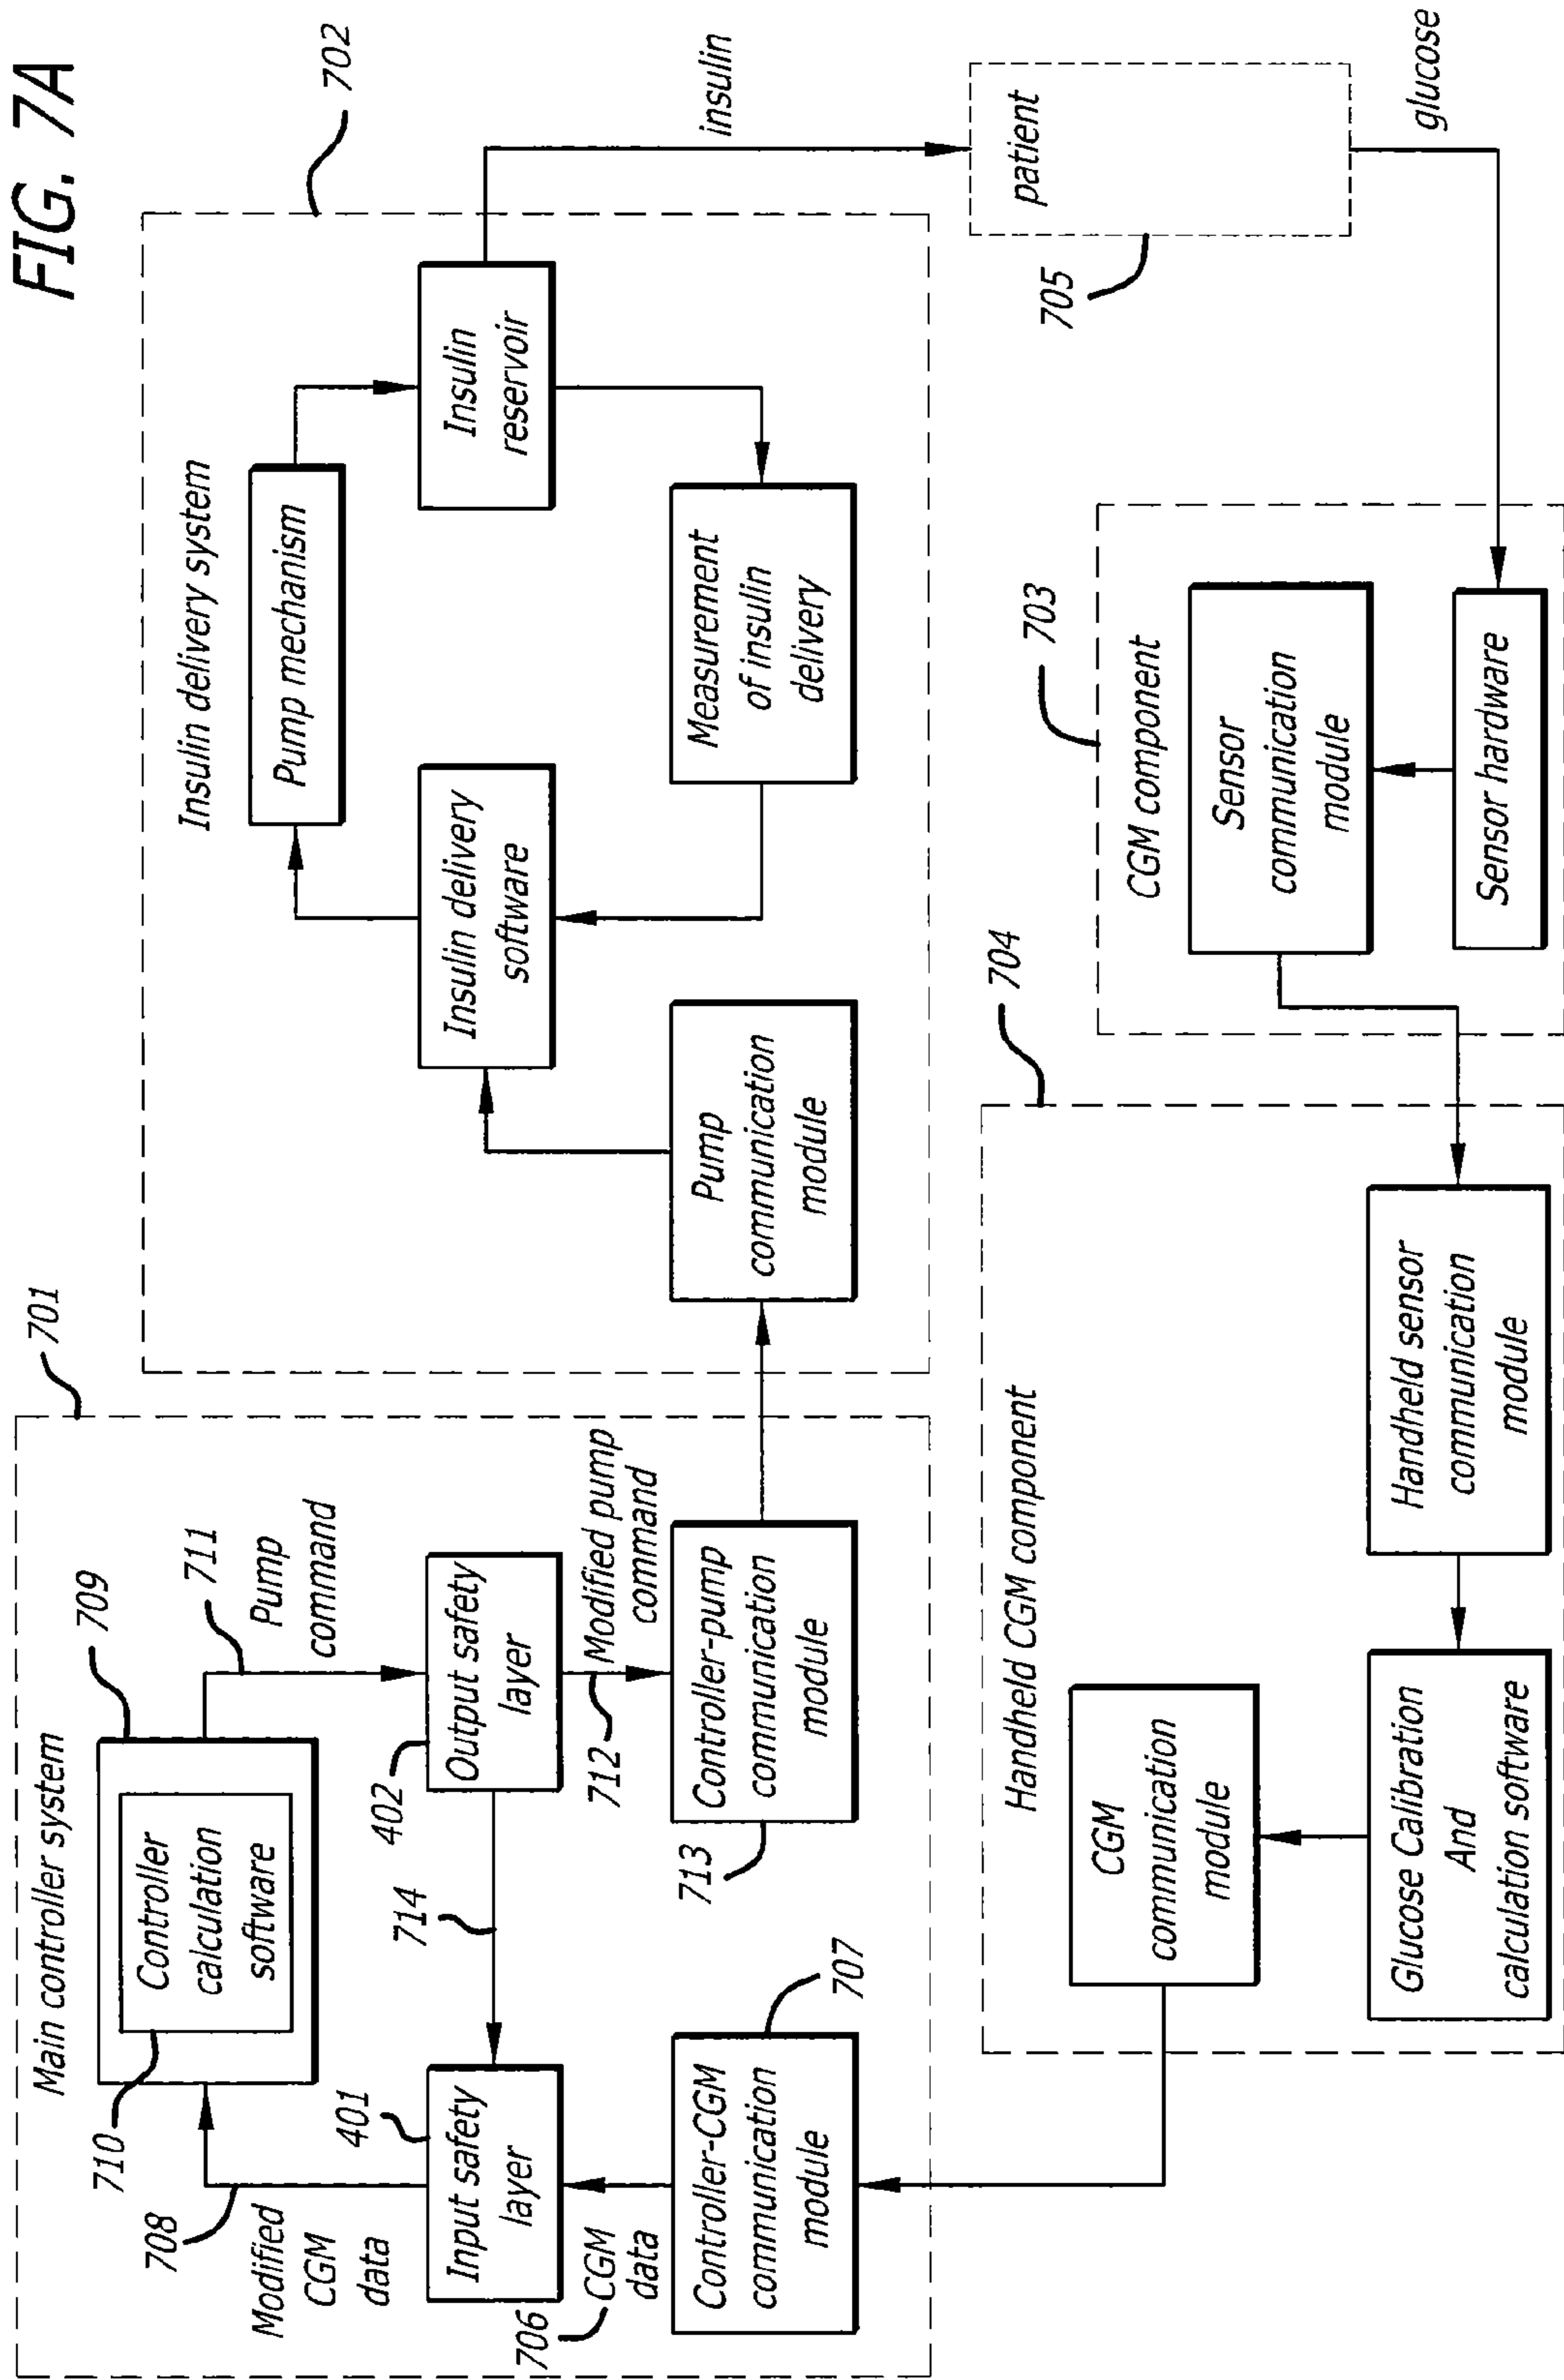 FIG. 7A
701
Main controller system
709
710
Controller
calculation
software
708
Modified
CGM
data
711
Pump
command
401
Input safety
layer
714
402
Output safety
layer
706
CGM
data
712
Modified pump
command
Controller-CGM
communication
module
707
713
Controller-pump
communication
module
702
Insulin delivery system
Pump mechanism
Insulin delivery
software
Insulin
reservoir
Pump
communication
module
Measurement
of insulin
delivery
insulin
patient
705
glucose
704
Handheld CGM component
CGM
communication
module
Glucose Calibration
And
calculation software
Handheld sensor
communication
module
703
CGM component
Sensor
communication
module
Sensor hardware